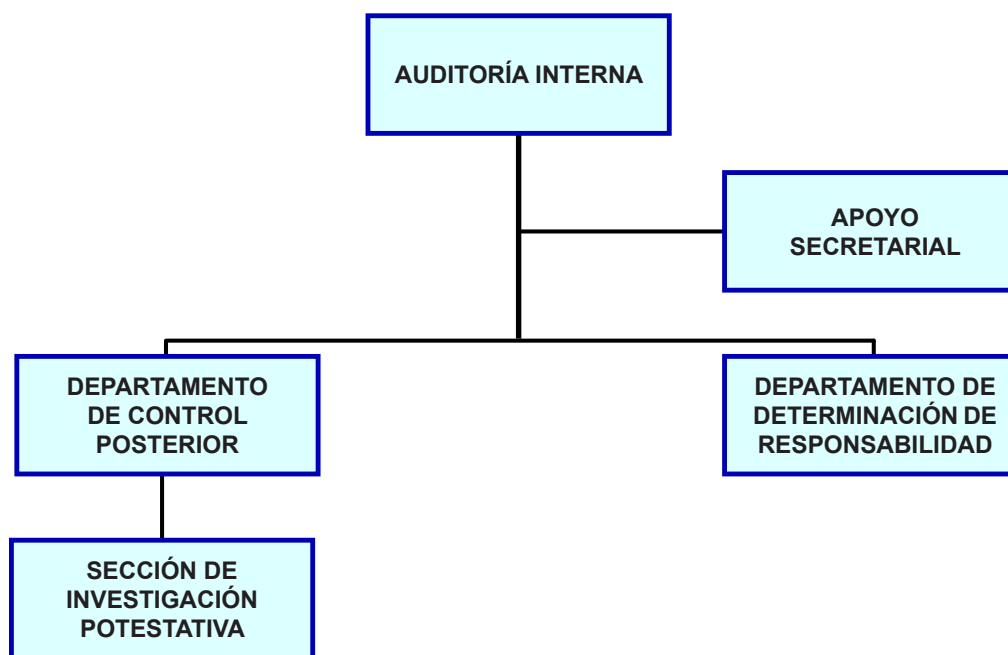 AUDITORÍA INTERNA
APOYO
SECRETARIAL
DEPARTAMENTO
DE CONTROL
POSTERIOR
DEPARTAMENTO DE
DETERMINACIÓN DE
RESPONSABILIDAD
SECCIÓN DE
INVESTIGACIÓN
POTESTATIVA